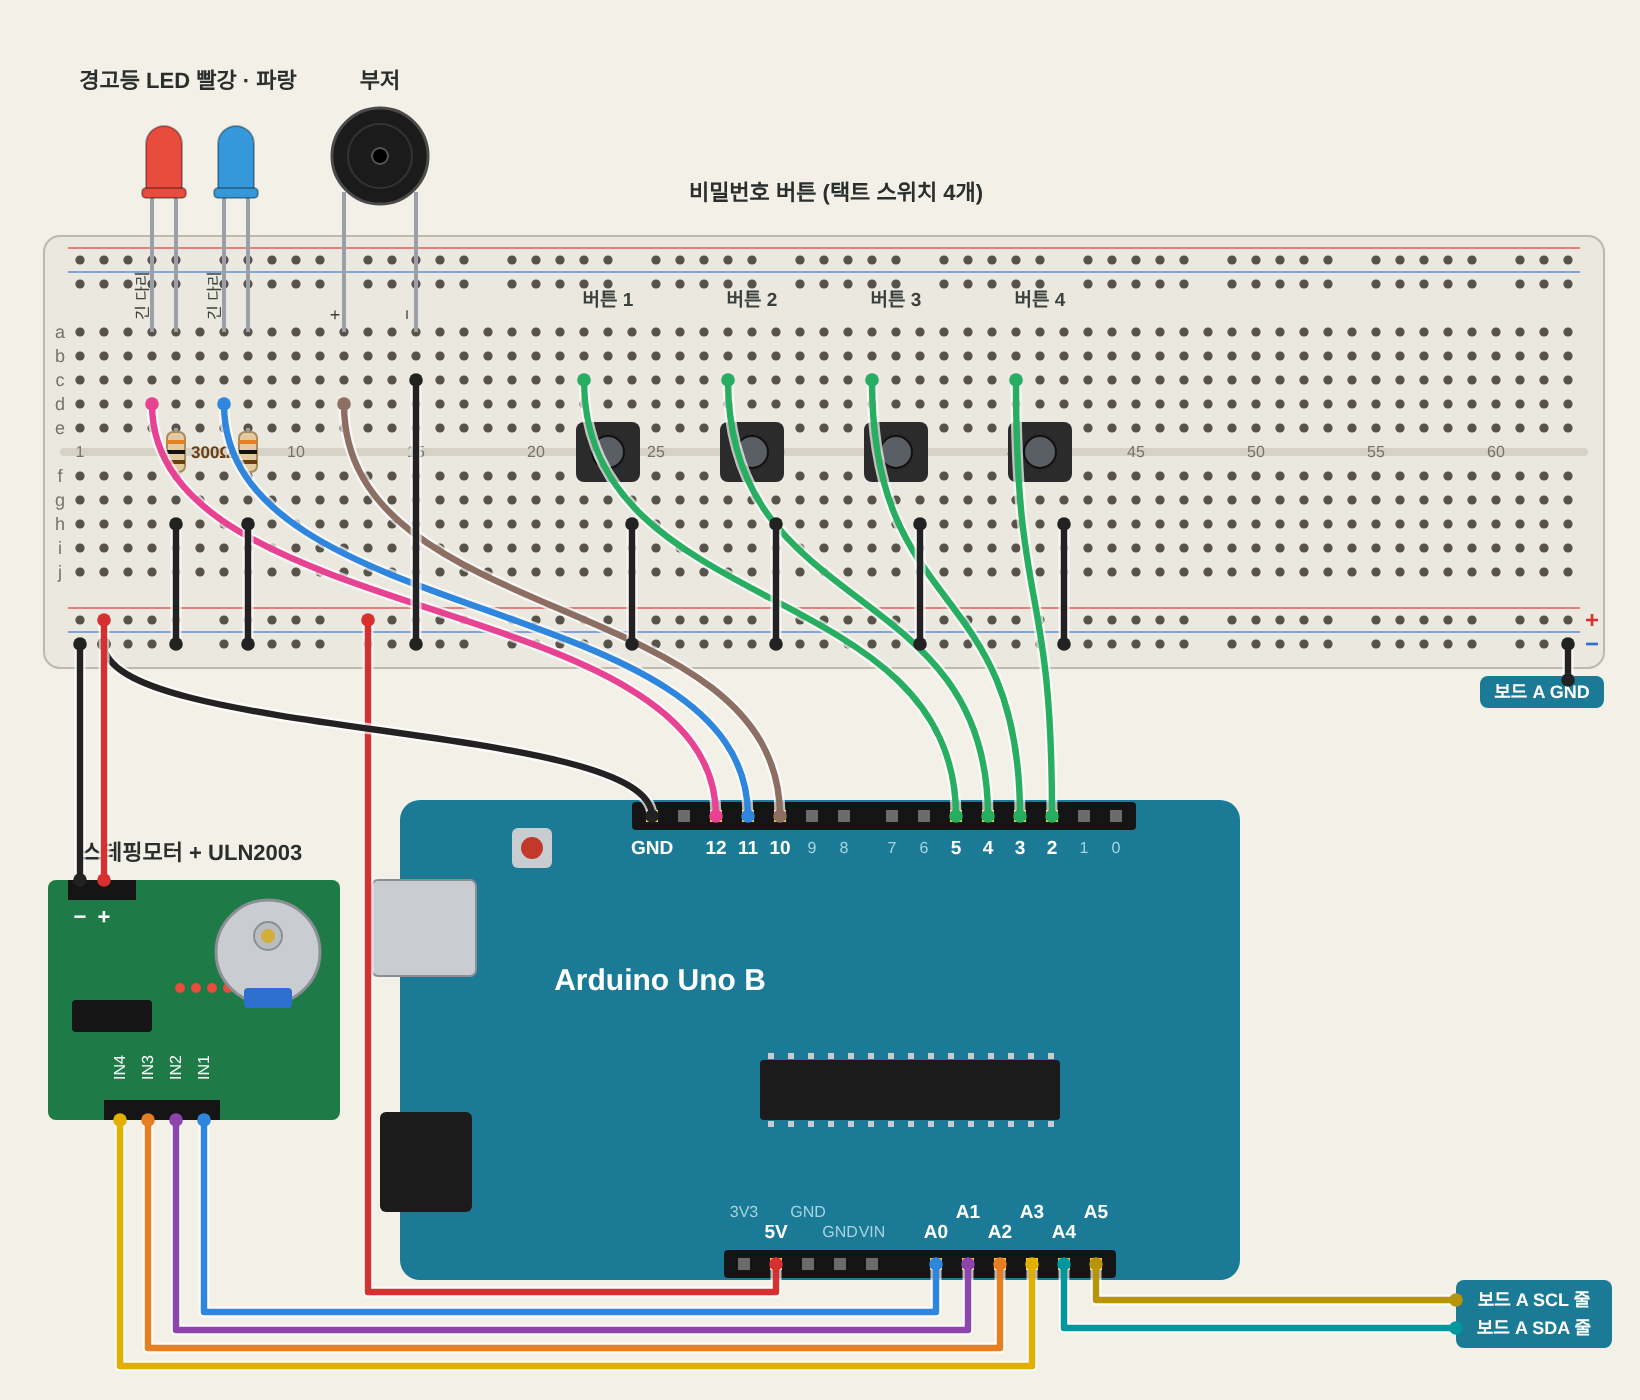 경고등 LED 빨강 · 파랑
부저
비밀번호 버튼 (택트 스위치 4개)
긴 다리
긴 다리
+
−
버튼 1
버튼 2
버튼 3
버튼 4
a
b
c
d
e
1
300Ω
10
15
20
25
45
50
55
60
f
g
h
i
j
+
−
보드 A GND
스테핑모터 + ULN2003
− +
GND 12 11 10 9 8 7 6 5 4 3 2 1 0
Arduino Uno B
IN4
IN3
IN2
IN1
3V3 GND A1 A3 A5
5V GND VIN A0 A2 A4
보드 A SCL 줄
보드 A SDA 줄